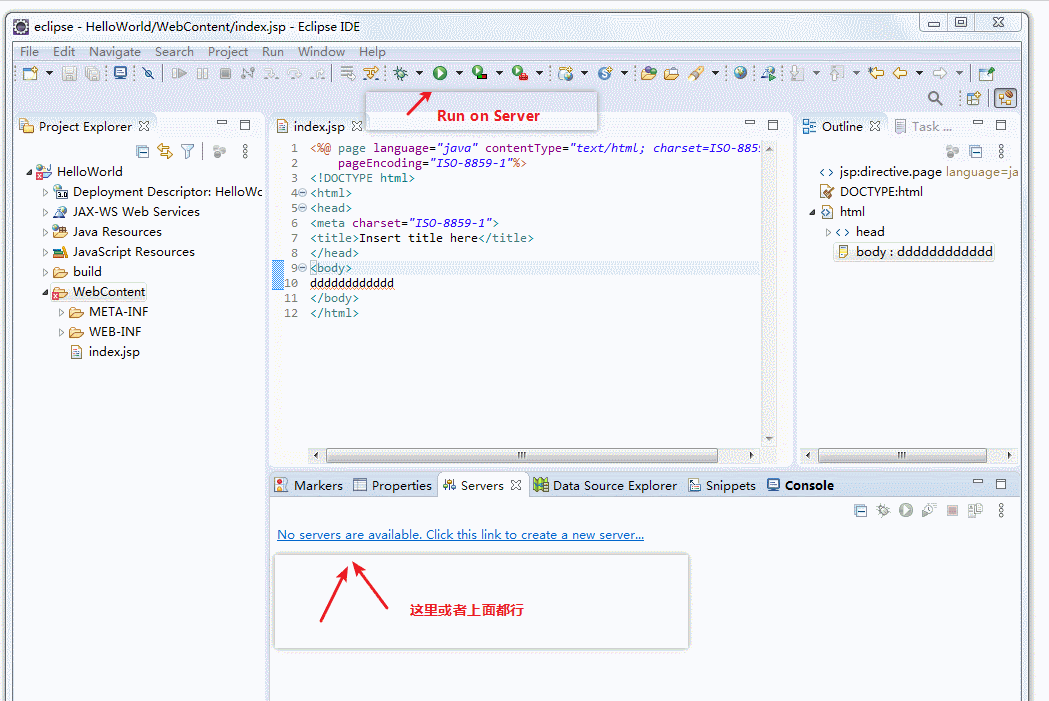 eclipse - HelloWorld/WebContent/index.jsp - Eclipse IDE
File Edit Navigate Search Project Run Window Help
Run on Server
Project Explorer
index.jsp
Outline
Task ...
HelloWorld
Deployment Descriptor: HelloWo
JAX-WS Web Services
Java Resources
JavaScript Resources
build
WebContent
META-INF
WEB-INF
index.jsp
1 <%@ page language="java" contentType="text/html; charset=ISO-885
2 pageEncoding="ISO-8859-1"%>
3 <!DOCTYPE html>
4 <html>
5 <head>
6 <meta charset="ISO-8859-1">
7 <title>Insert title here</title>
8 </head>
9 <body>
10 dddddddddddd
11 </body>
12 </html>
jsp:directive.page language=ja
DOCTYPE:html
html
head
body : dddddddddddd
Markers Properties Servers Data Source Explorer Snippets Console
No servers are available. Click this link to create a new server...
这里或者上面都行